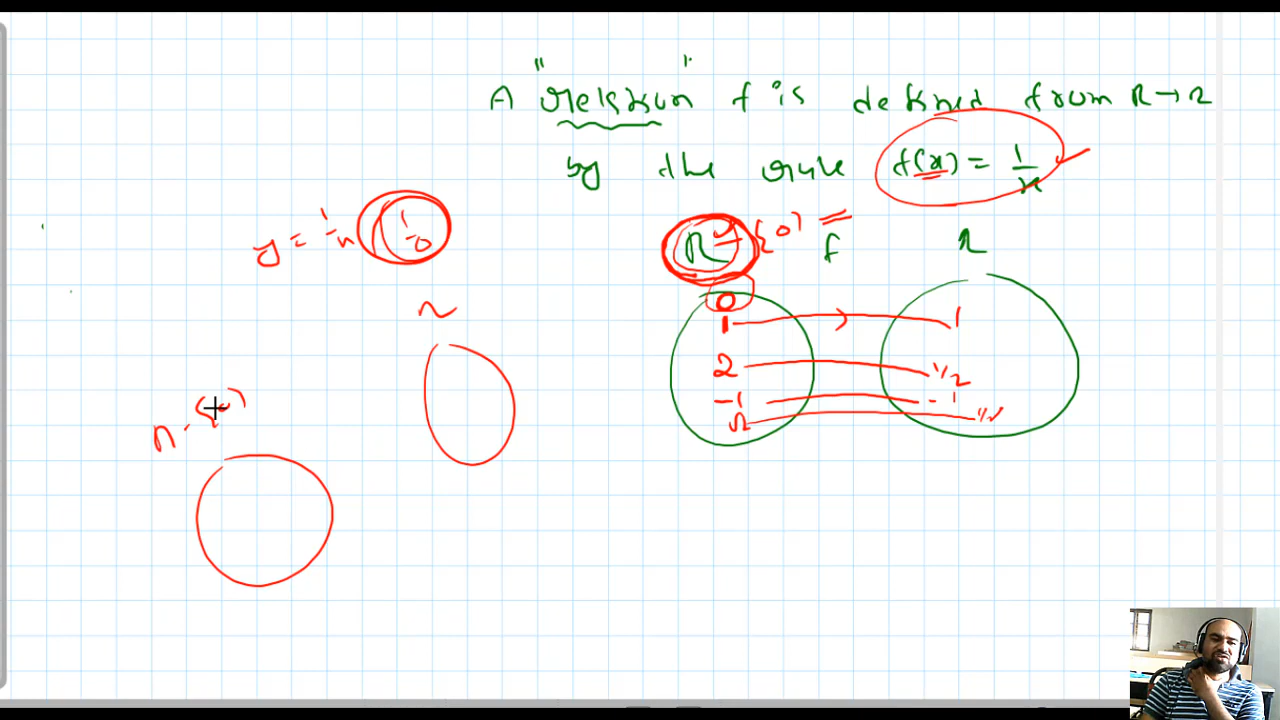 A "relation" f is defined from R→R
by the rule f(x) = 1/x
y = 1/x 1/0
R - {0} f R
0
1 1
2 1/2
-1 -1
R - {0}